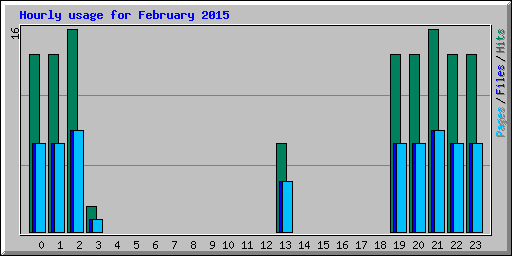 Hourly usage for February 2015
16
Pages/Files/Hits
0 1 2 3 4 5 6 7 8 9 10 11 12 13 14 15 16 17 18 19 20 21 22 23